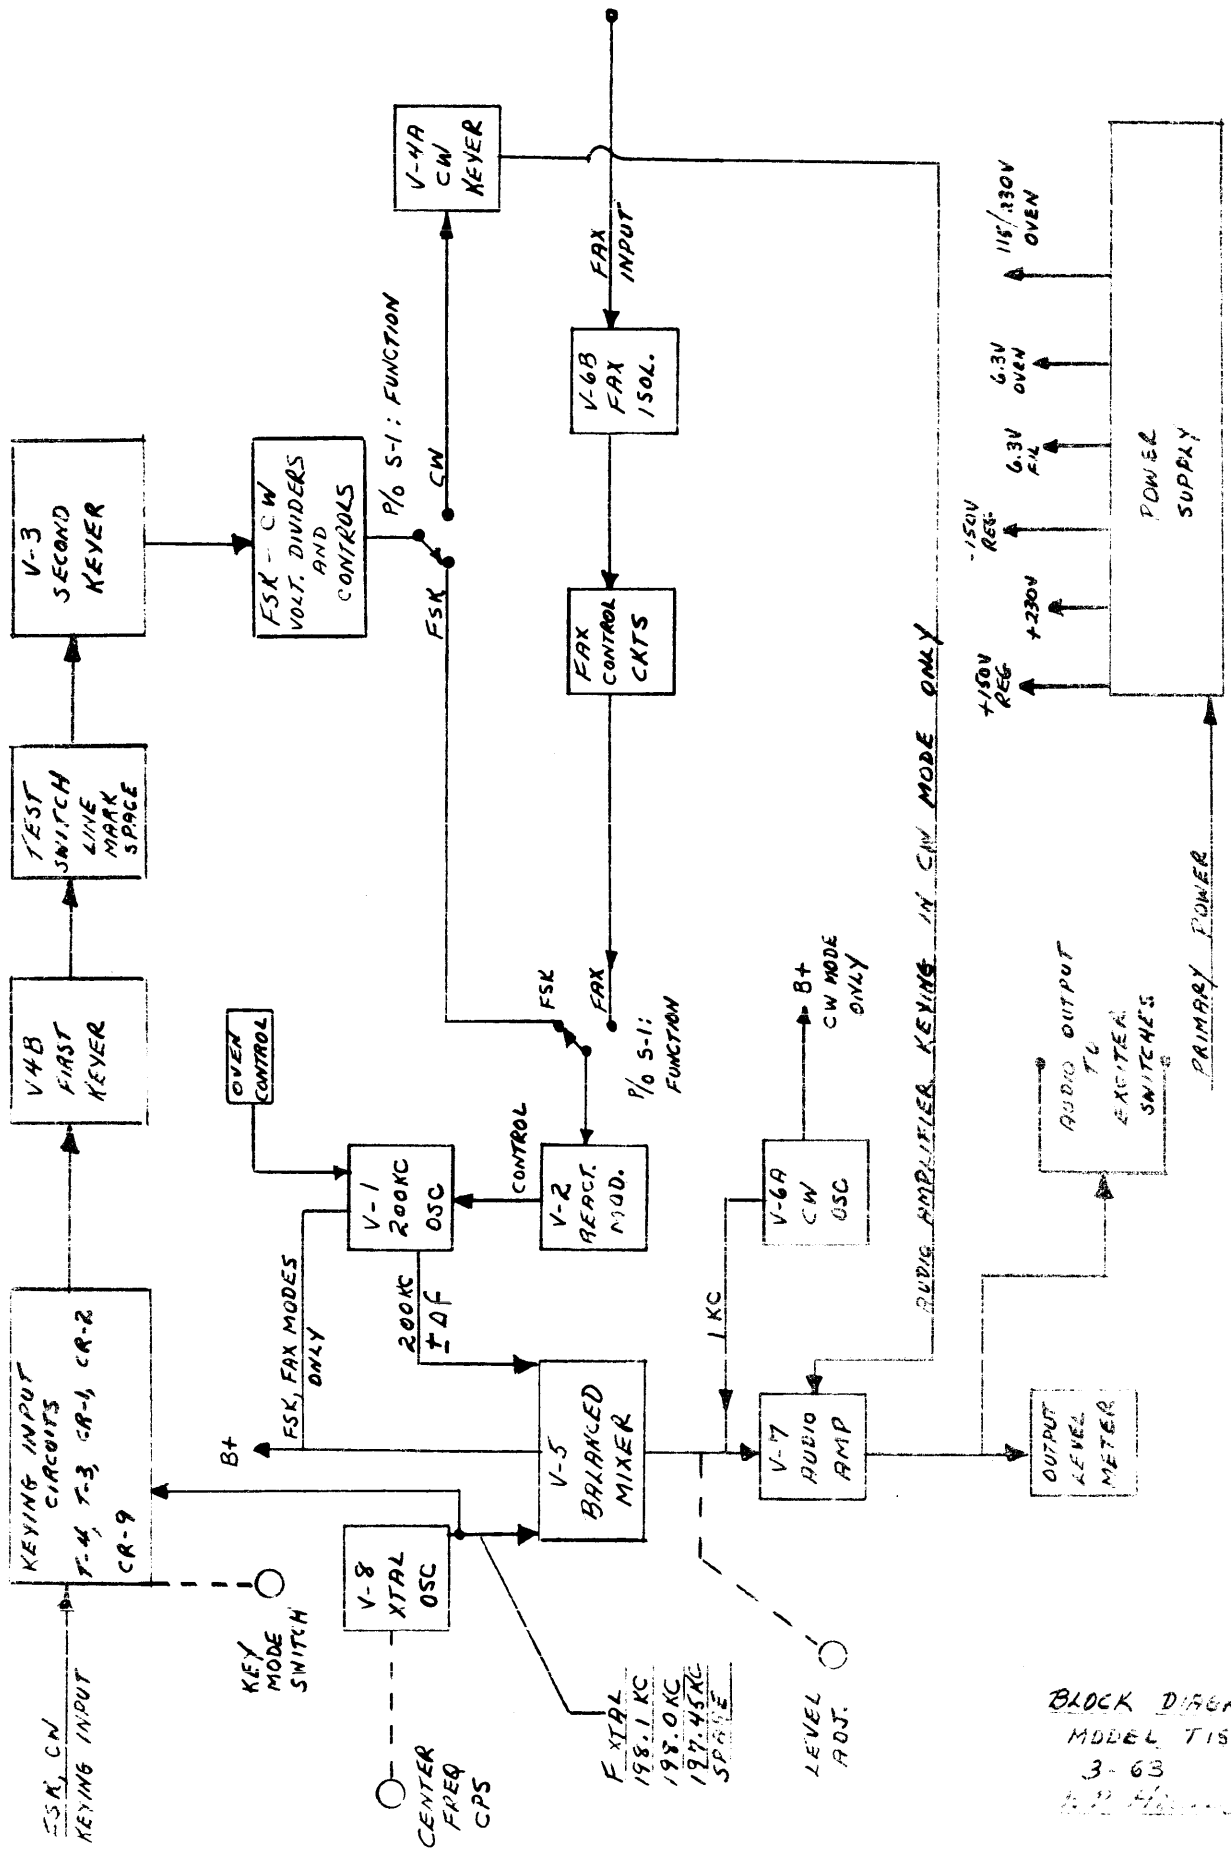 FSK, CW
KEYING INPUT
KEYING INPUT
CIRCUITS
T-4, T-3, CR-1, CR-2
CR-9
KEY
MODE
SWITCH
V4B
FIRST
KEYER
TEST
SWITCH
LINE
MARK
SPACE
V-3
SECOND
KEYER
FSK - CW
VOLT. DIVIDERS
AND
CONTROLS
P/O S-1: FUNCTION
FSK
CW
V-4A
CW
KEYER
OVEN
CONTROL
B+
FSK, FAX MODES
ONLY
V-1
200KC
OSC
CONTROL
V-2
REACT.
MOD.
FSK
FAX
P/O S-1:
FUNCTION
FAX
CONTROL
CKTS
V-6B
FAX
ISOL.
FAX
INPUT
CENTER
FREQ
CPS
V-8
XTAL
OSC
200KC
± ΔF
V-5
BALANCED
MIXER
F XTAL
198.1 KC
198.0KC
197.45KC
SPARE
LEVEL
ADJ.
1 KC
V-6A
CW
OSC
B+
CW MODE
ONLY
V-7
AUDIO
AMP
AUDIO AMPLIFIER KEYING IN CW MODE ONLY
OUTPUT
LEVEL
METER
AUDIO OUTPUT
TO
EXCITER
SWITCHES
PRIMARY POWER
POWER
SUPPLY
+150V
REG
+230V
-150V
REG
6.3V
FIL
6.3V
OVEN
115/230V
OVEN
BLOCK
MODEL TIS
3-63